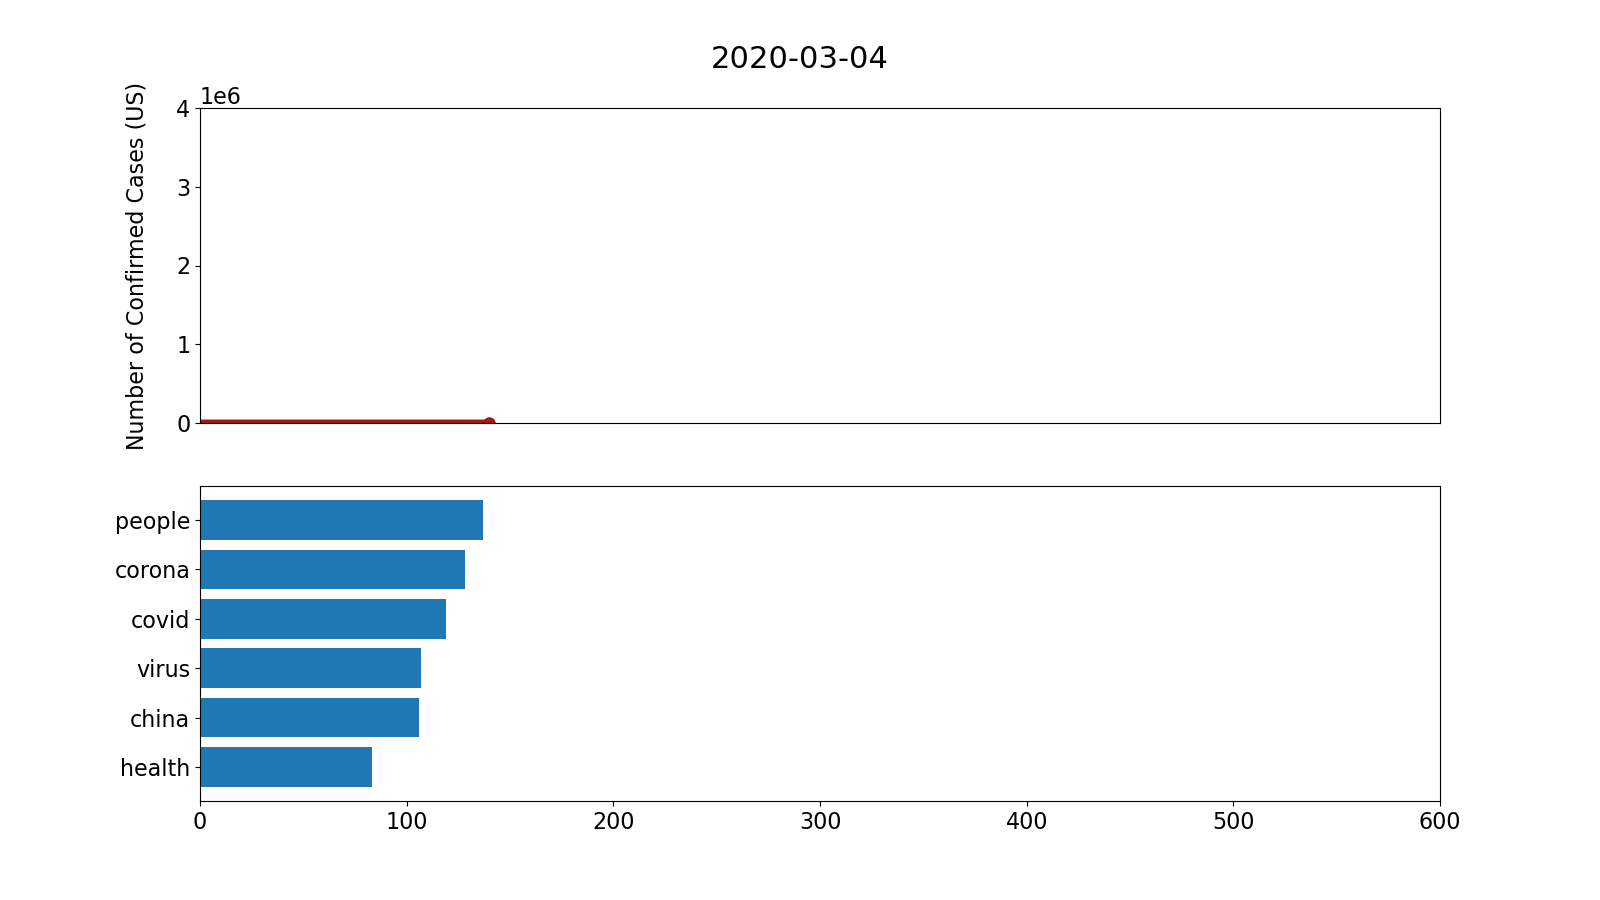 2020-03-04
1e6
4
3
2
1
0
Number of Confirmed Cases (US)
people
corona
covid
virus
china
health
0 100 200 300 400 500 600